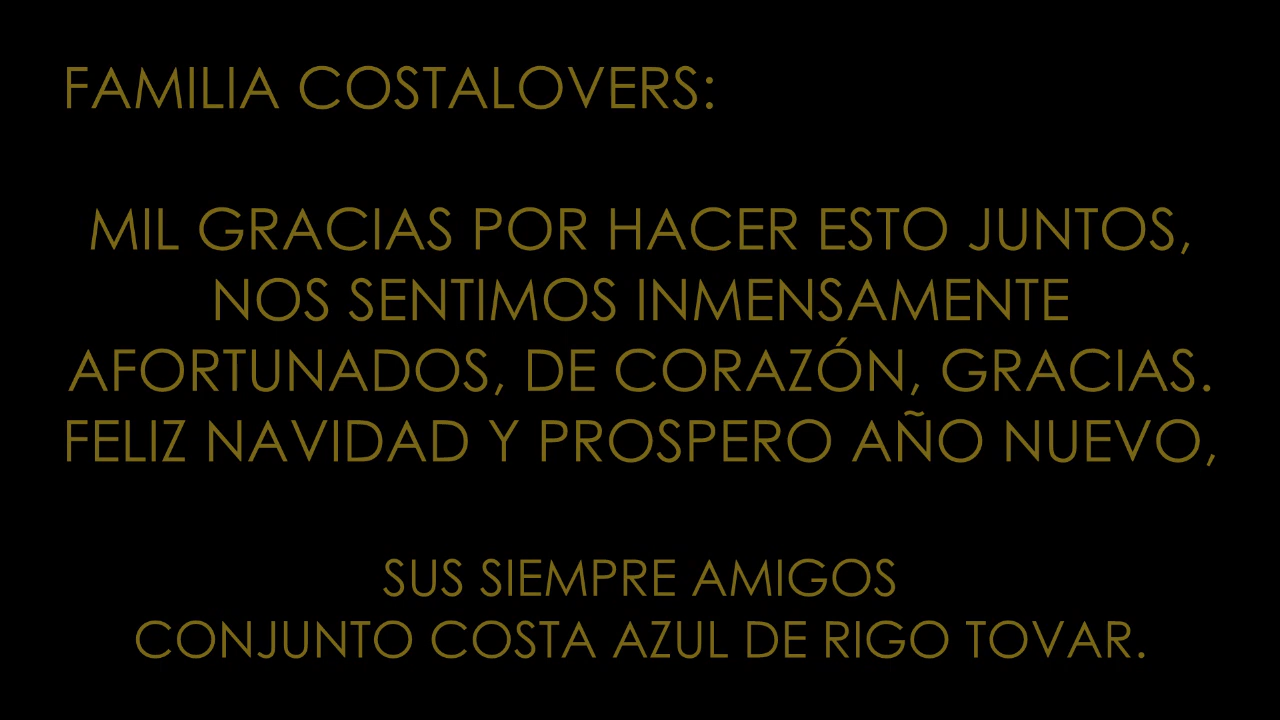 FAMILIA COSTALOVERS:
MIL GRACIAS POR HACER ESTO JUNTOS,
NOS SENTIMOS INMENSAMENTE
AFORTUNADOS, DE CORAZÓN, GRACIAS.
FELIZ NAVIDAD Y PROSPERO AÑO NUEVO,
SUS SIEMPRE AMIGOS
CONJUNTO COSTA AZUL DE RIGO TOVAR.